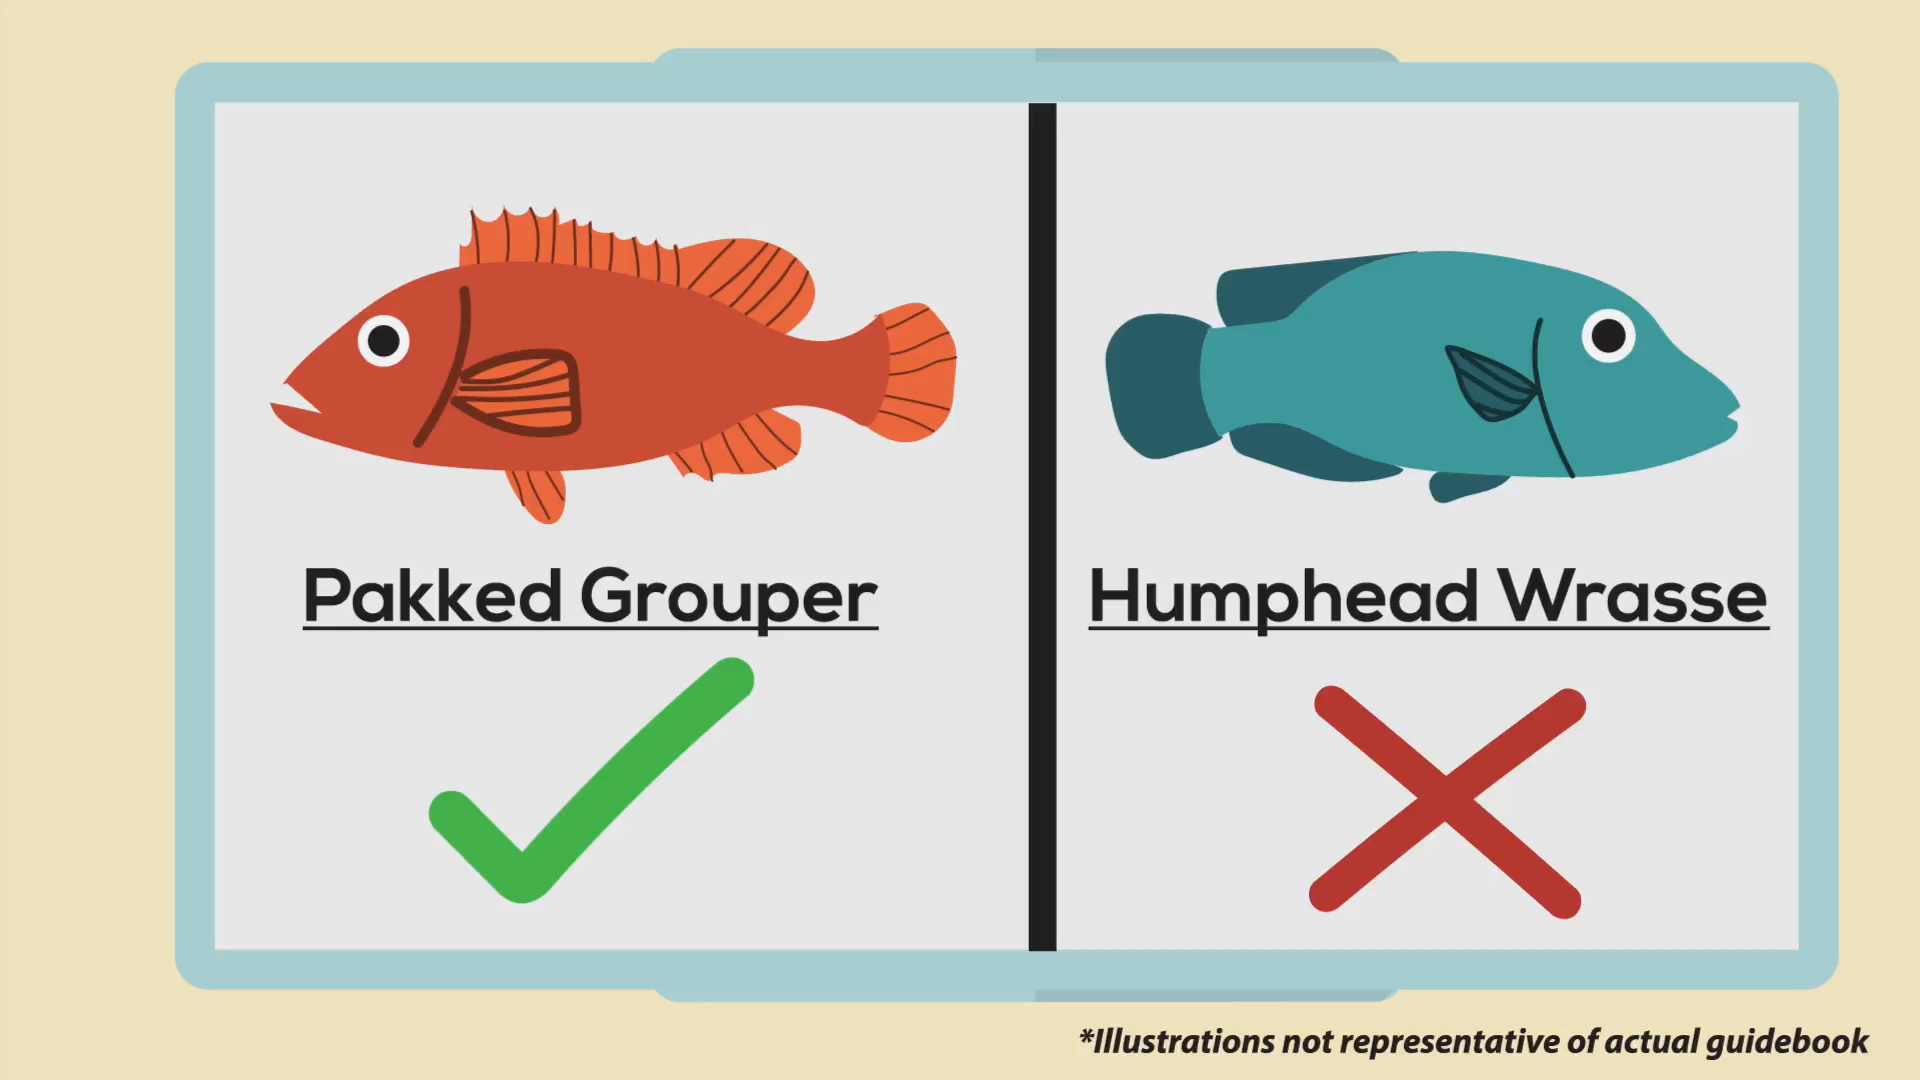 Pakked Grouper
Humphead Wrasse
*Illustrations not representative of actual guidebook